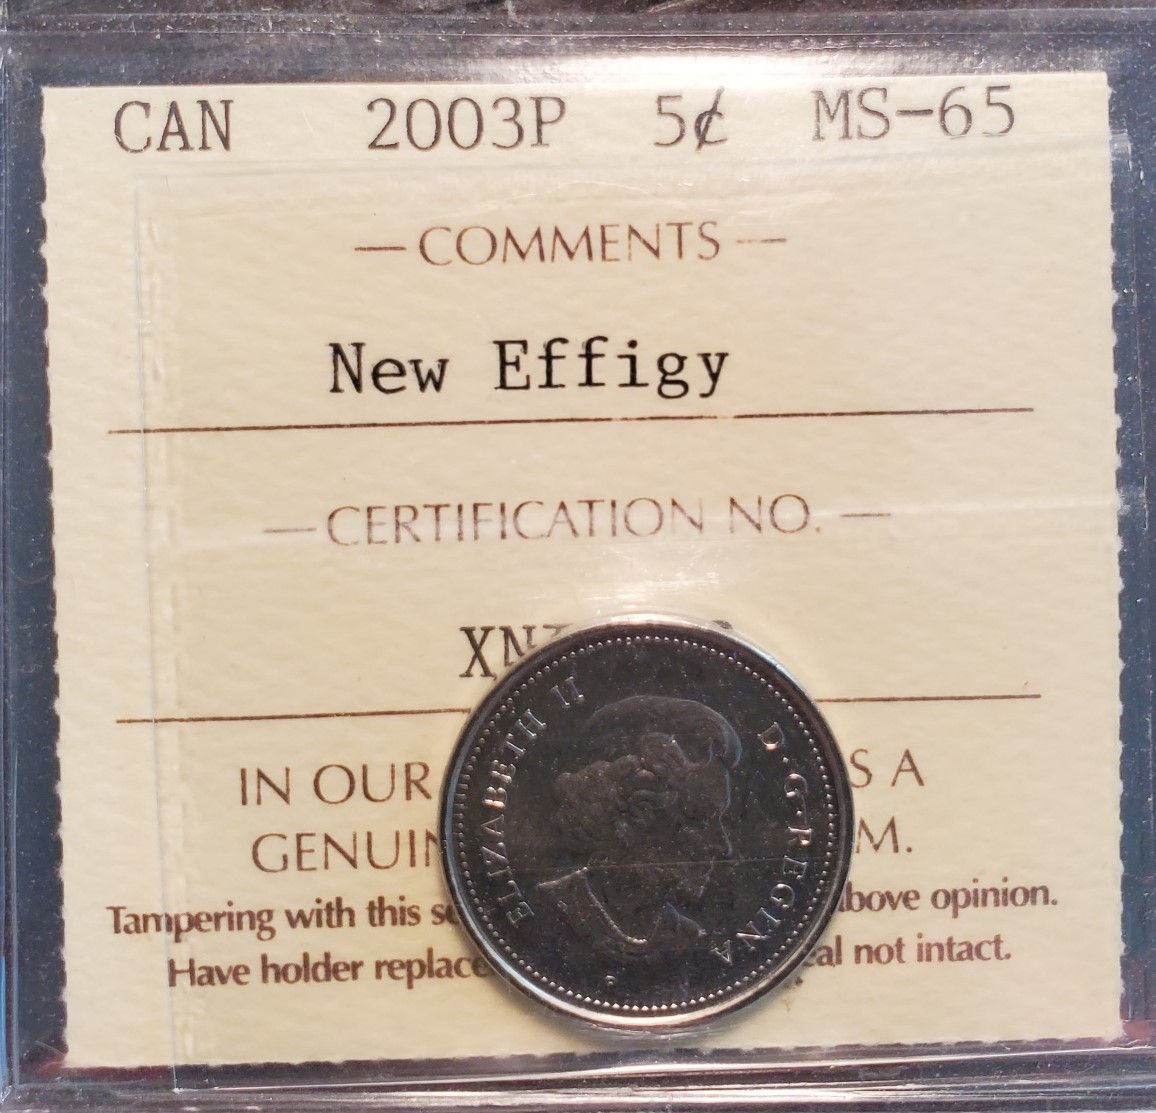 CAN 2003P 5¢ MS-65
— COMMENTS —
New Effigy
— CERTIFICATION NO. —
IN OUR S A
GENUIN M.
Tampering with this se above opinion.
Have holder replace eal not intact.
ELIZABETH II D·G·REGINA
P